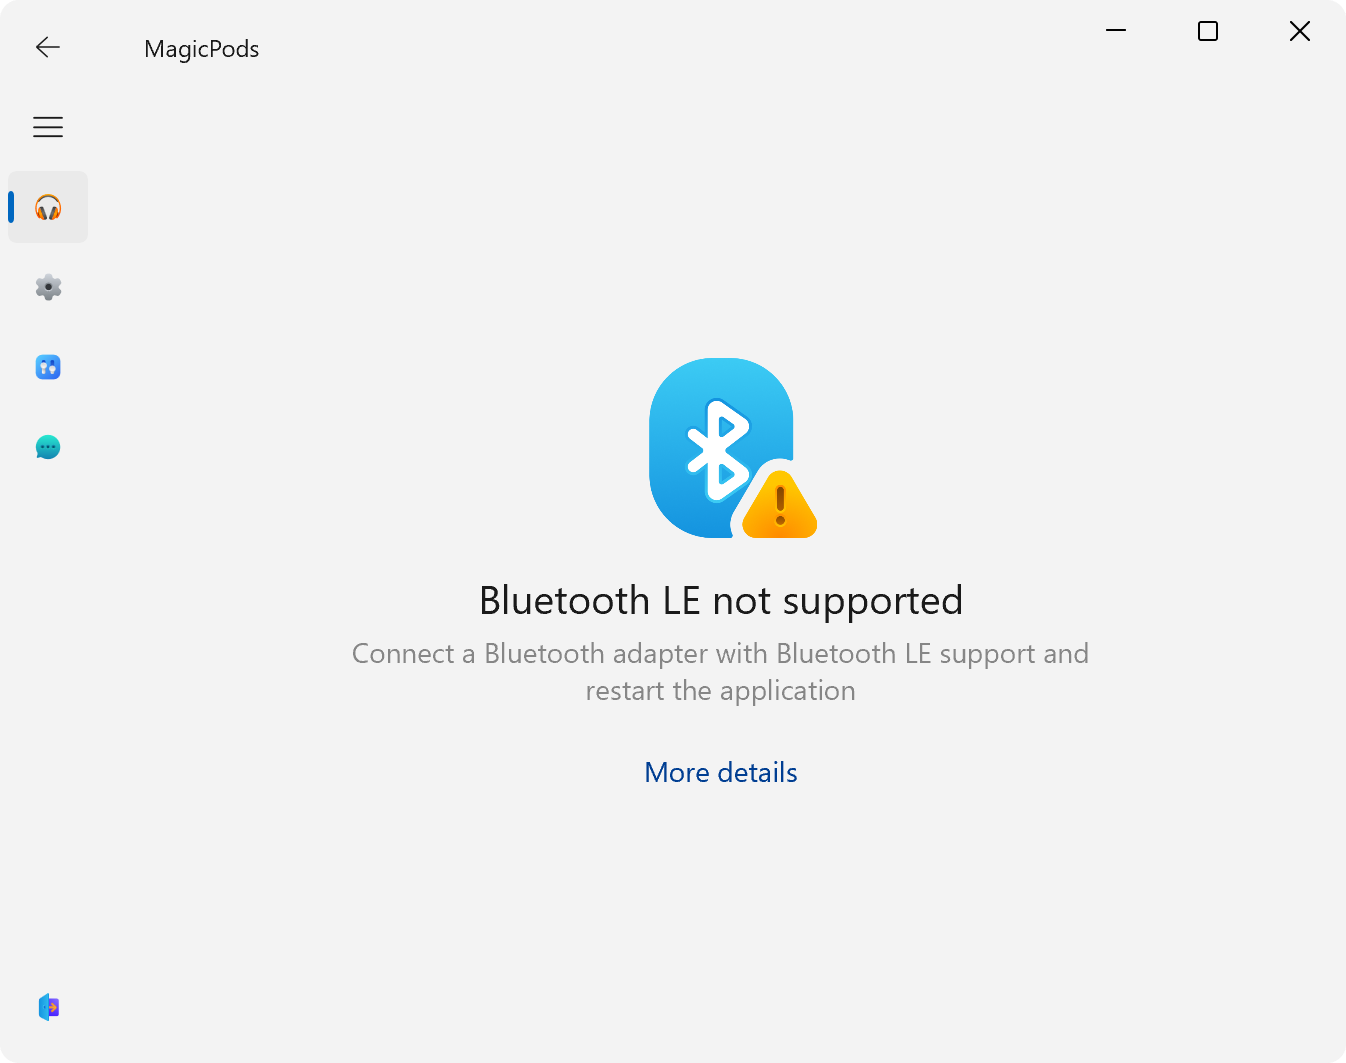 MagicPods
Bluetooth LE not supported
Connect a Bluetooth adapter with Bluetooth LE support and
restart the application
More details